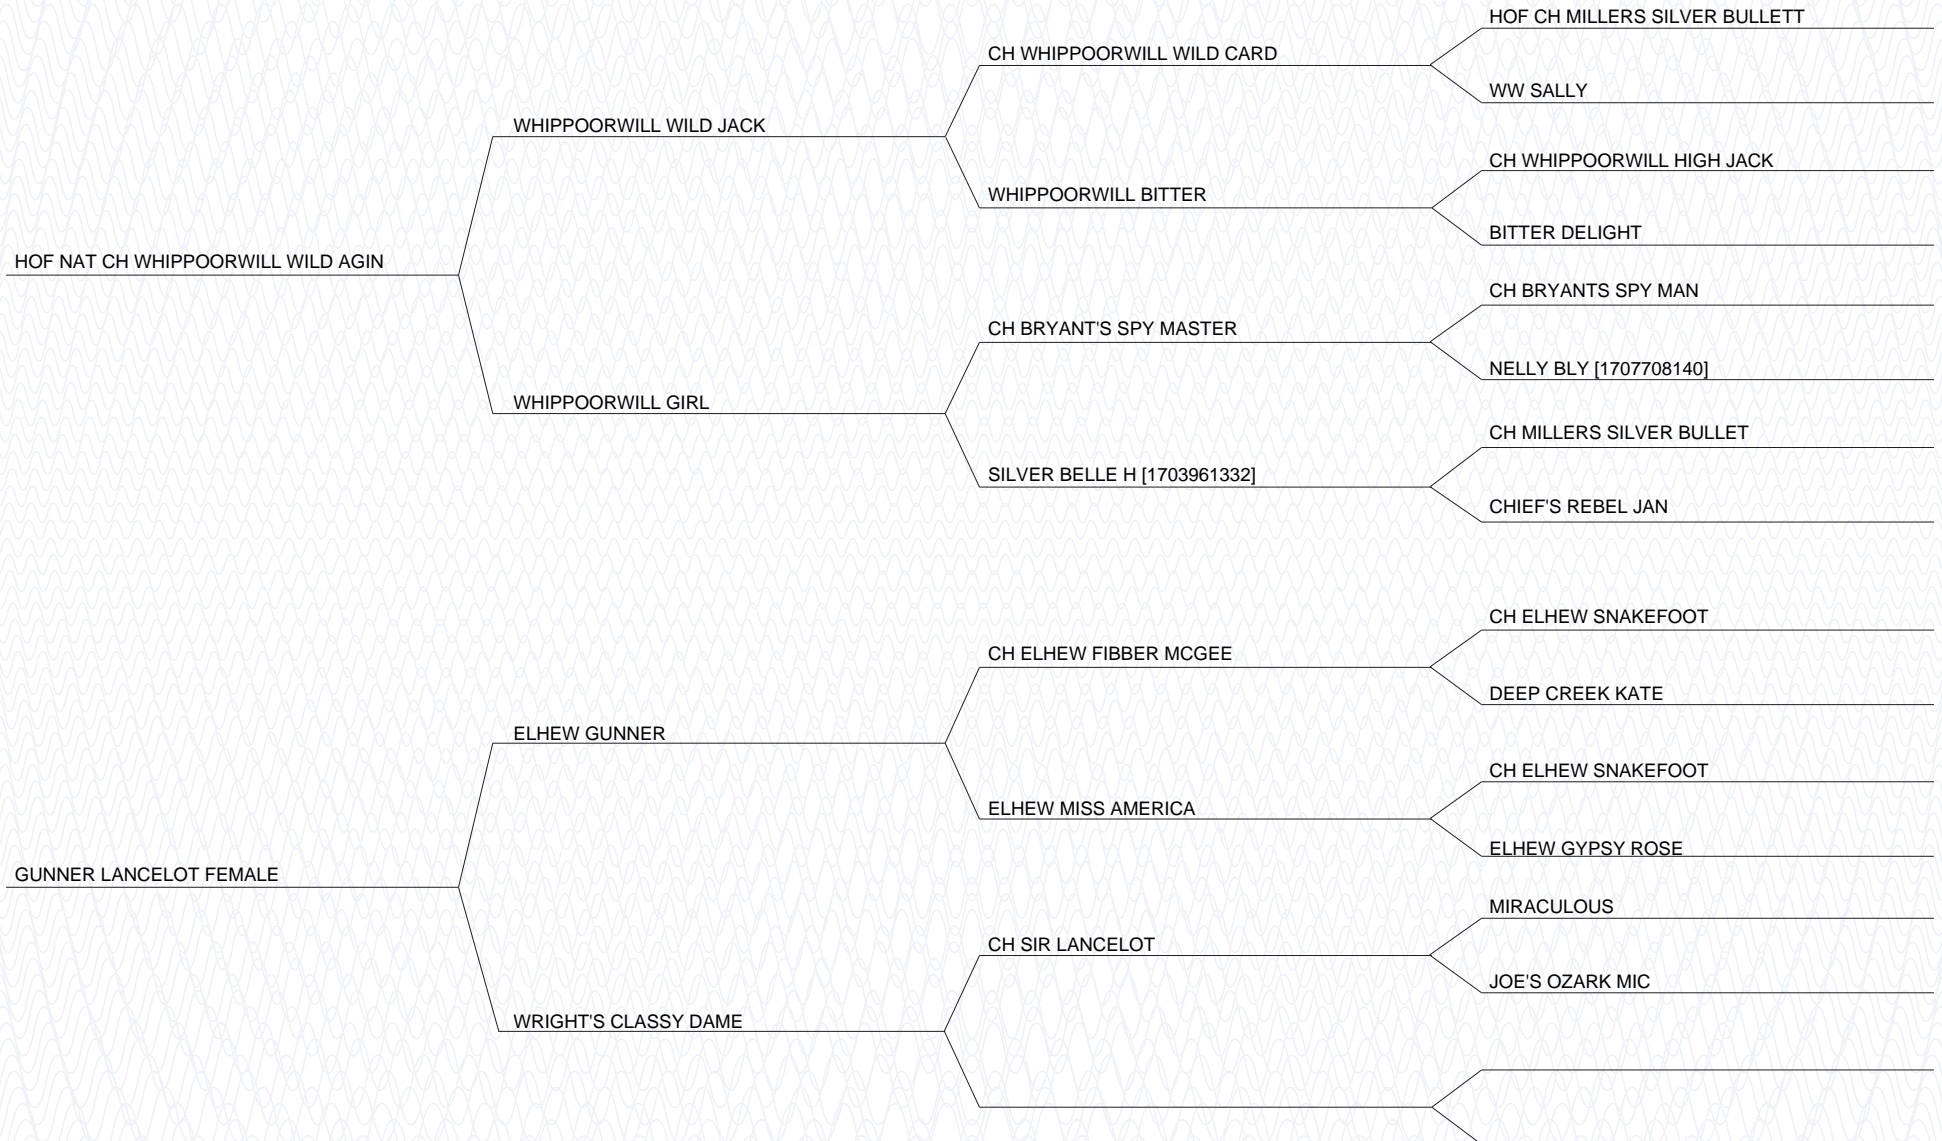 HOF CH MILLERS SILVER BULLETT
CH WHIPPOORWILL WILD CARD
WW SALLY
WHIPPOORWILL WILD JACK
CH WHIPPOORWILL HIGH JACK
WHIPPOORWILL BITTER
BITTER DELIGHT
HOF NAT CH WHIPPOORWILL WILD AGIN
CH BRYANTS SPY MAN
CH BRYANT'S SPY MASTER
NELLY BLY [1707708140]
WHIPPOORWILL GIRL
CH MILLERS SILVER BULLET
SILVER BELLE H [1703961332]
CHIEF'S REBEL JAN
CH ELHEW SNAKEFOOT
CH ELHEW FIBBER MCGEE
DEEP CREEK KATE
ELHEW GUNNER
CH ELHEW SNAKEFOOT
ELHEW MISS AMERICA
ELHEW GYPSY ROSE
GUNNER LANCELOT FEMALE
MIRACULOUS
CH SIR LANCELOT
JOE'S OZARK MIC
WRIGHT'S CLASSY DAME